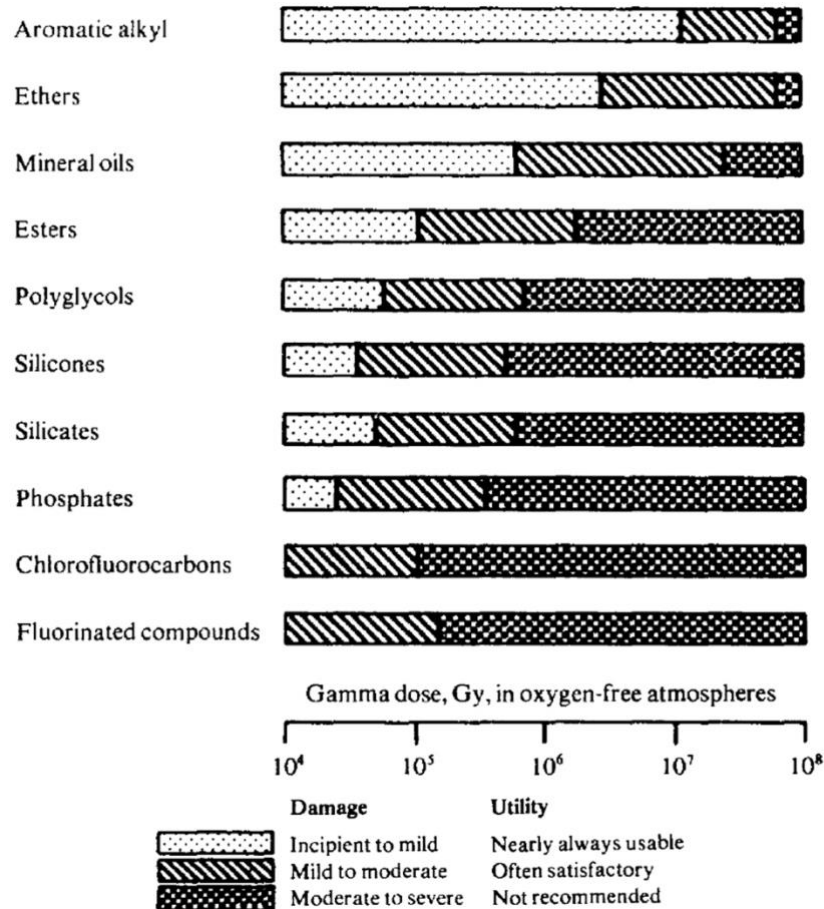 Aromatic alkyl
Ethers
Mineral oils
Esters
Polyglycols
Silicones
Silicates
Phosphates
Chlorofluorocarbons
Fluorinated compounds
Gamma dose, Gy, in oxygen-free atmospheres
10⁴ 10⁵ 10⁶ 10⁷ 10⁸
Damage Utility
Incipient to mild Nearly always usable
Mild to moderate Often satisfactory
Moderate to severe Not recommended